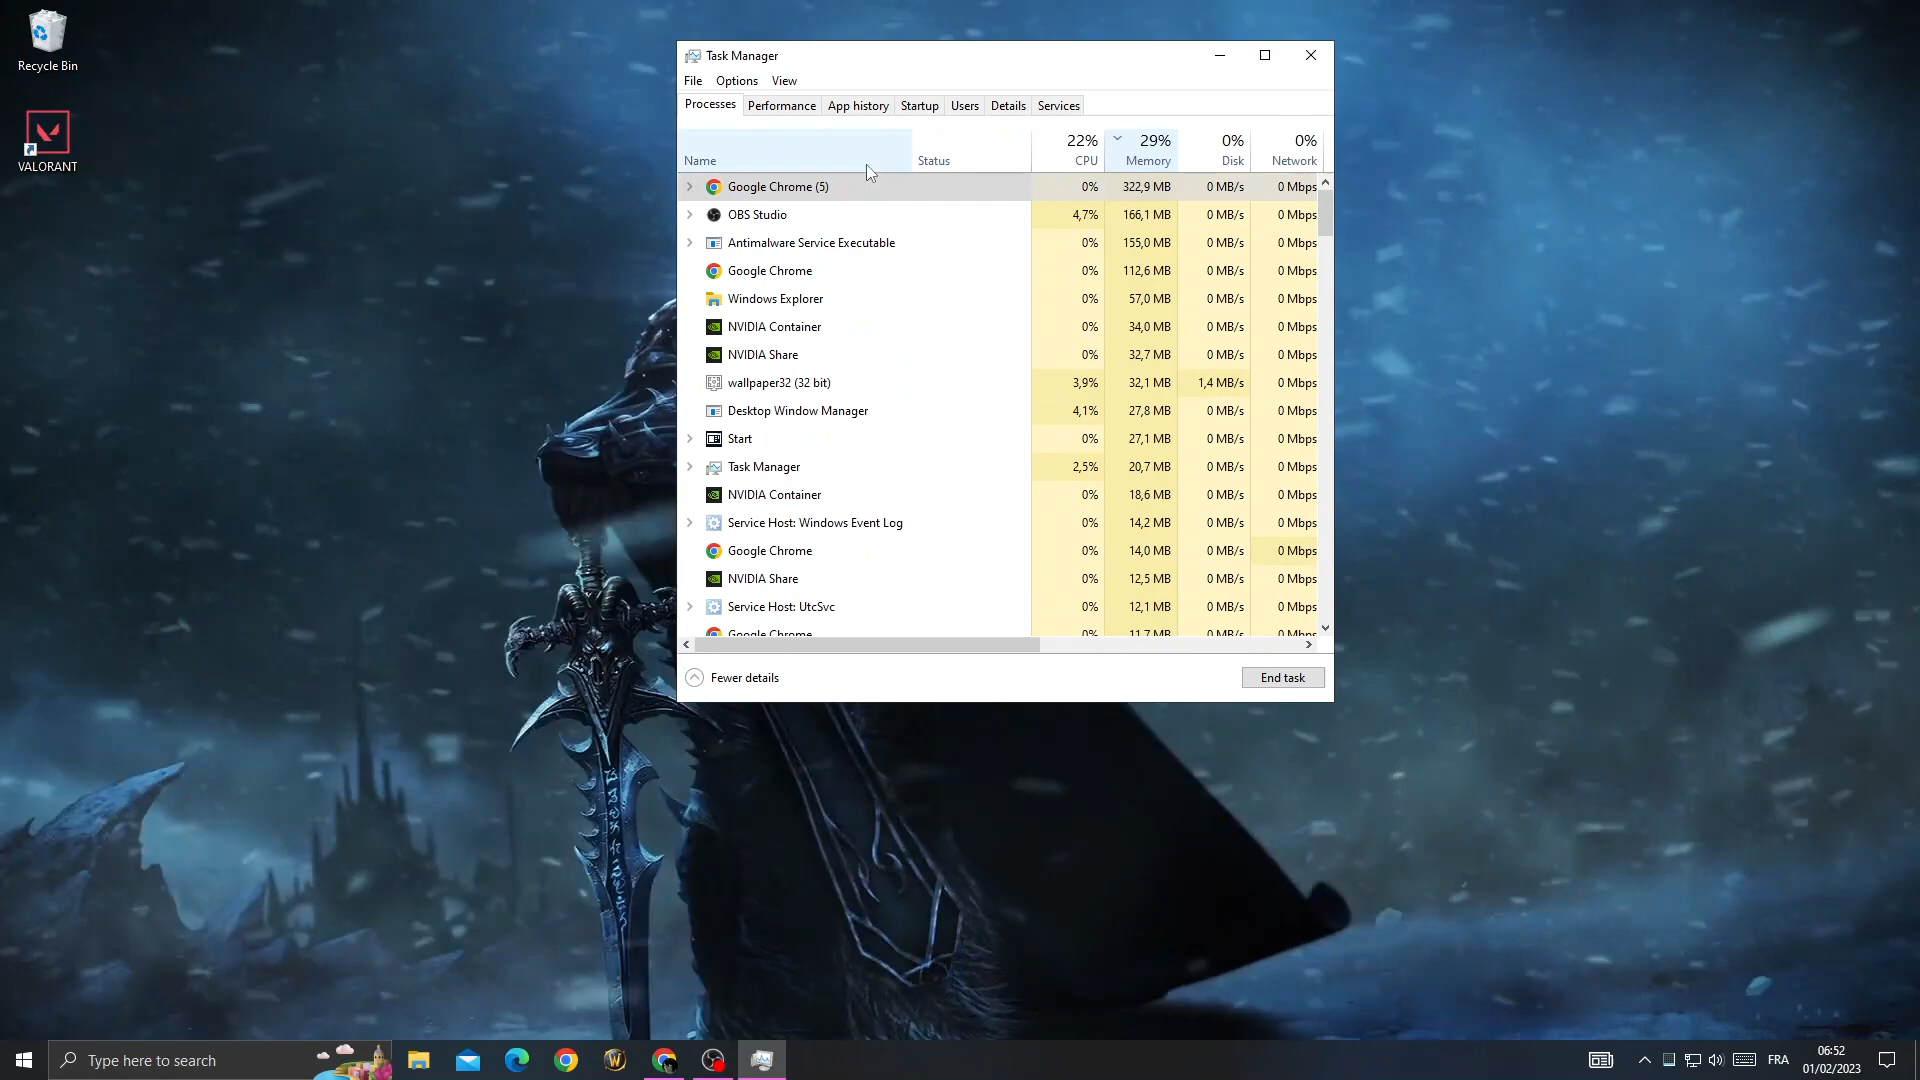 Recycle Bin
VALORANT
Task Manager
File Options View
Processes Performance App history Startup Users Details Services
22% 29% 0% 0%
Name Status CPU Memory Disk Network
Google Chrome (5) 0% 322,9 MB 0 MB/s 0 Mbps
OBS Studio 4,7% 166,1 MB 0 MB/s 0 Mbps
Antimalware Service Executable 0% 155,0 MB 0 MB/s 0 Mbps
Google Chrome 0% 112,6 MB 0 MB/s 0 Mbps
Windows Explorer 0% 57,0 MB 0 MB/s 0 Mbps
NVIDIA Container 0% 34,0 MB 0 MB/s 0 Mbps
NVIDIA Share 0% 32,7 MB 0 MB/s 0 Mbps
wallpaper32 (32 bit) 3,9% 32,1 MB 1,4 MB/s 0 Mbps
Desktop Window Manager 4,1% 27,8 MB 0 MB/s 0 Mbps
Start 0% 27,1 MB 0 MB/s 0 Mbps
Task Manager 2,5% 20,7 MB 0 MB/s 0 Mbps
NVIDIA Container 0% 18,6 MB 0 MB/s 0 Mbps
Service Host: Windows Event Log 0% 14,2 MB 0 MB/s 0 Mbps
Google Chrome 0% 14,0 MB 0 MB/s 0 Mbps
NVIDIA Share 0% 12,5 MB 0 MB/s 0 Mbps
Service Host: UtcSvc 0% 12,1 MB 0 MB/s 0 Mbps
Google Chrome 0% 11,7 MB 0 MB/s 0 Mbps
Fewer details End task
Type here to search
FRA
06:52
01/02/2023